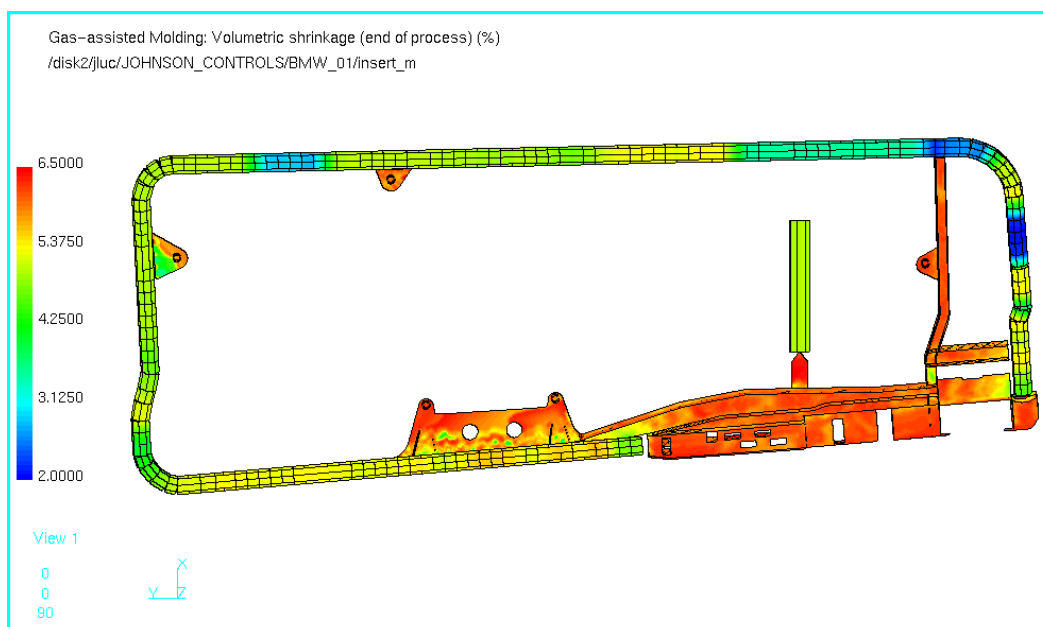 Gas-assisted Molding: Volumetric shrinkage (end of process) (%)
/disk2/jluc/JOHNSON_CONTROLS/BMW_01/insert_m
6.5000
5.3750
4.2500
3.1250
2.0000
View 1
0
0
90
X
Y Z